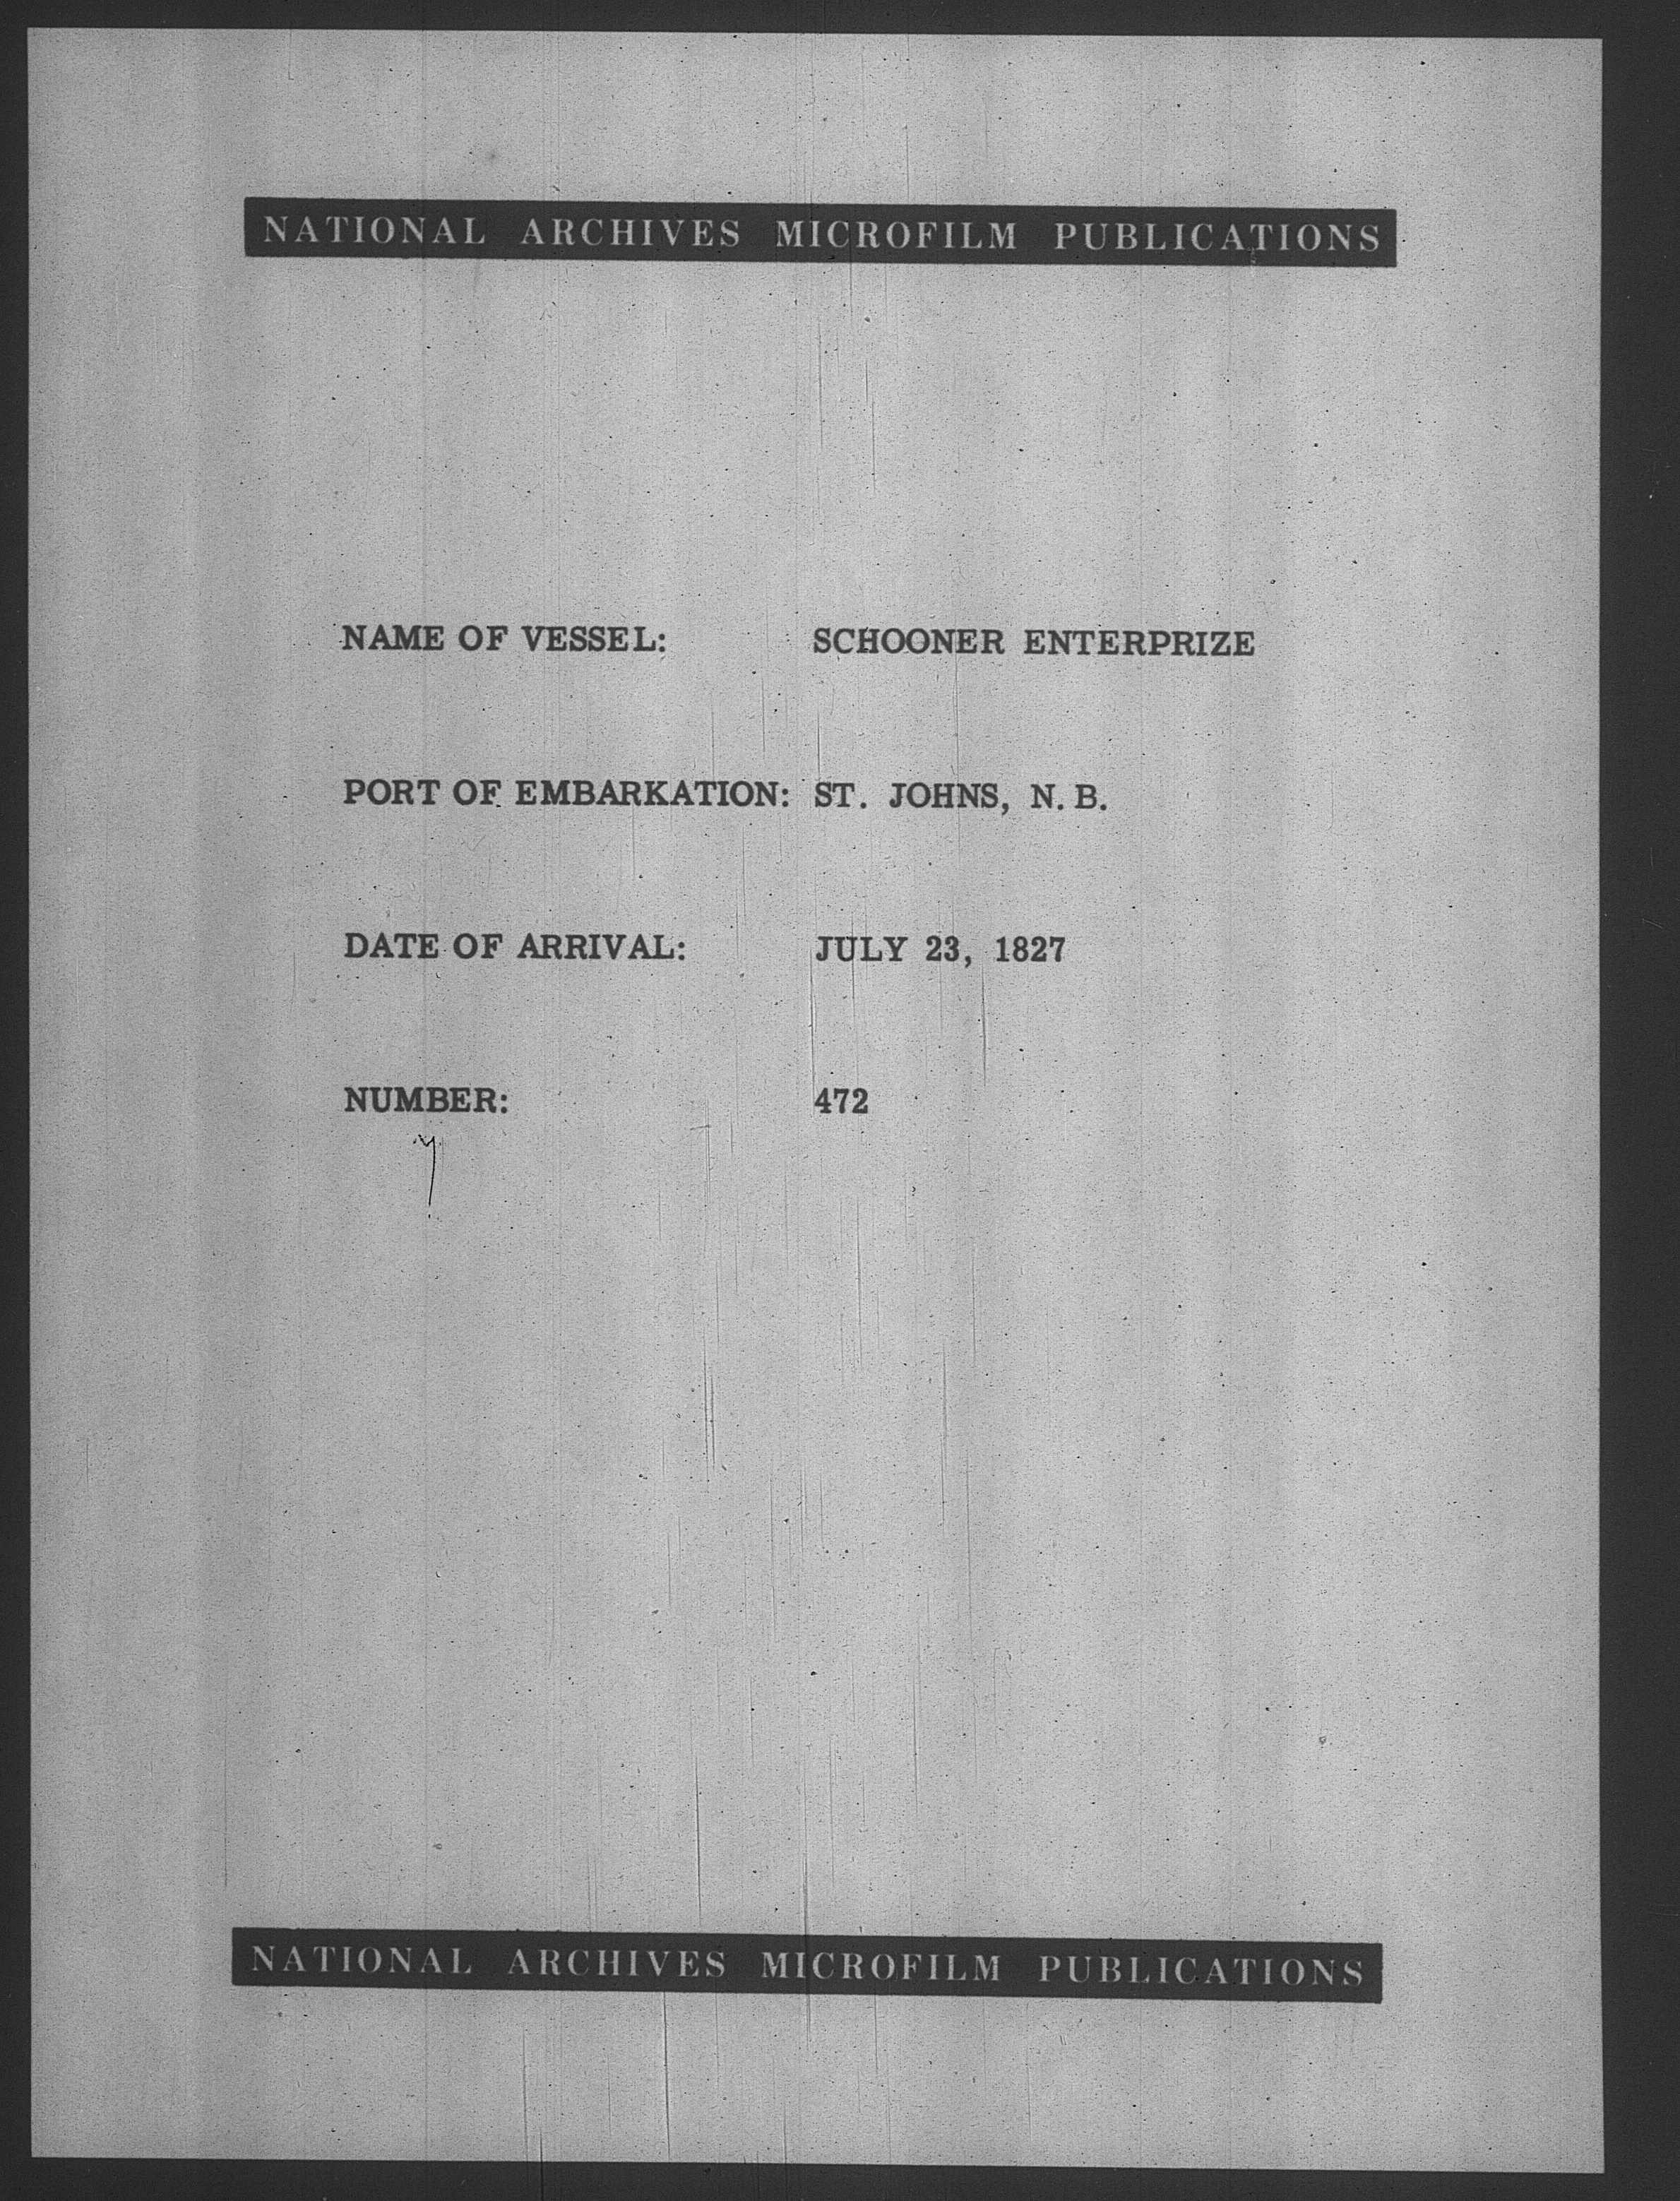 NATIONAL ARCHIVES MICROFILM PUBLICATIONS
NAME OF VESSEL: SCHOONER ENTERPRIZE
PORT OF EMBARKATION: ST. JOHNS, N. B.
DATE OF ARRIVAL: JULY 23, 1827
NUMBER: 472
NATIONAL ARCHIVES MICROFILM PUBLICATIONS